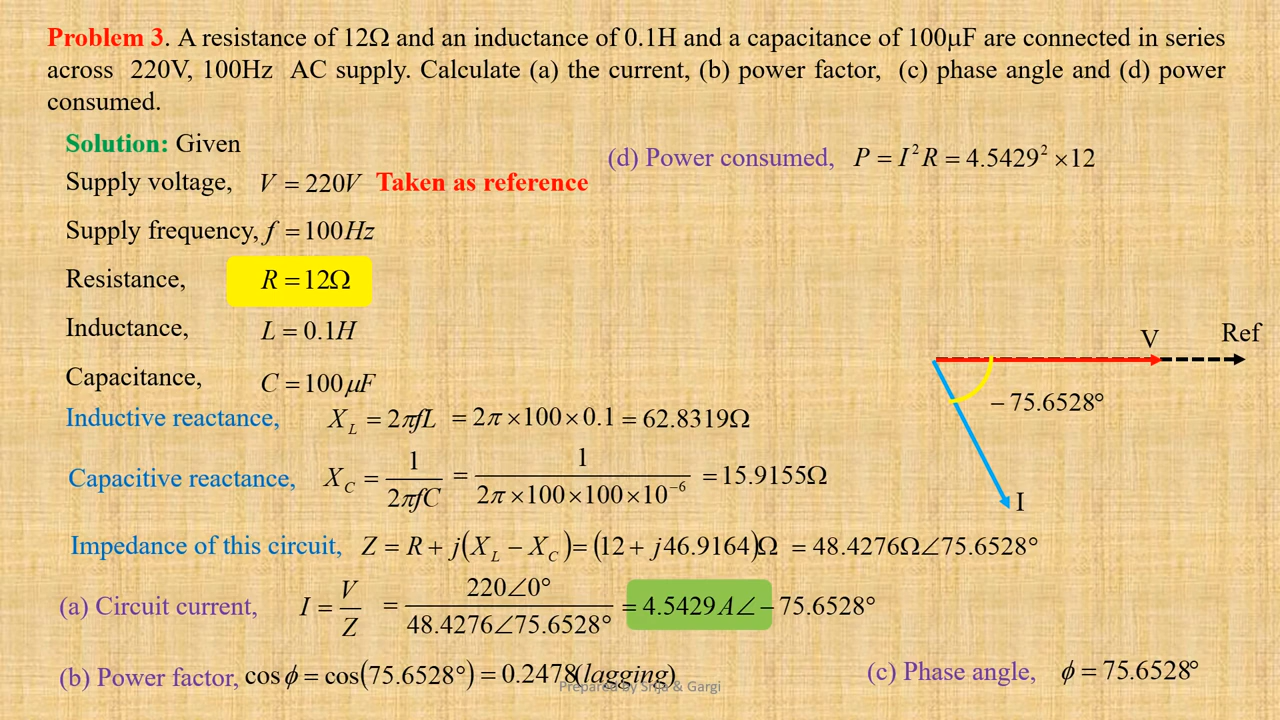 Problem 3. A resistance of 12Ω and an inductance of 0.1H and a capacitance of 100μF are connected in series
across 220V, 100Hz AC supply. Calculate (a) the current, (b) power factor, (c) phase angle and (d) power
consumed.
Solution: Given
(d) Power consumed, P = I²R = 4.5429² ×12
Supply voltage, V = 220V Taken as reference
Supply frequency, f = 100Hz
Resistance, R = 12Ω
Inductance, L = 0.1H
Capacitance, C = 100μF
V Ref
− 75.6528°
I
Inductive reactance, X_L = 2πfL = 2π ×100×0.1 = 62.8319Ω
Capacitive reactance, X_C = 1/(2πfC) = 1/(2π ×100×100×10⁻⁶) = 15.9155Ω
Impedance of this circuit, Z = R + j(X_L − X_C) = (12 + j46.9164)Ω = 48.4276Ω∠75.6528°
(a) Circuit current, I = V/Z = 220∠0°/48.4276∠75.6528° = 4.5429A∠−75.6528°
(b) Power factor, cosϕ = cos(75.6528°) = 0.2478(lagging)
(c) Phase angle, ϕ = 75.6528°
Prepared by Srija & Gargi